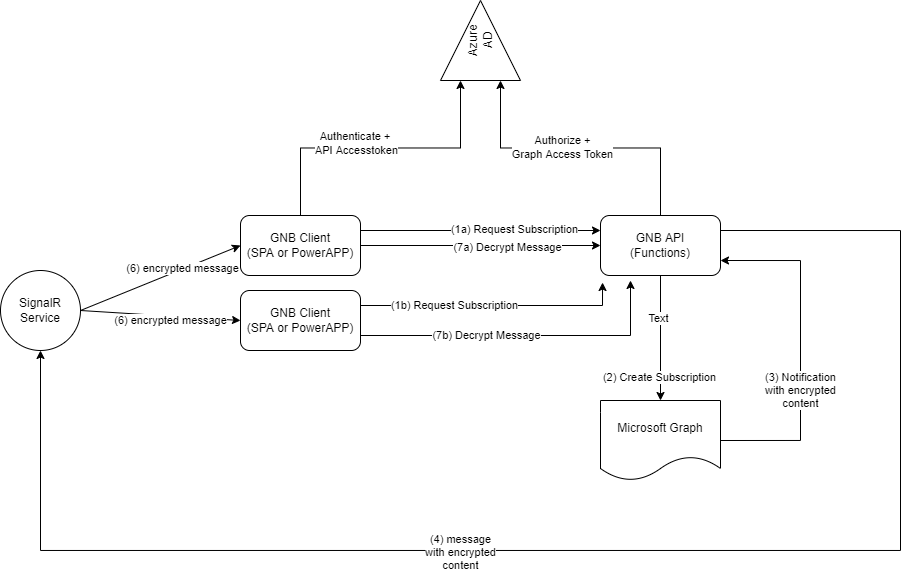 Azure
AD
Authenticate +
API Accesstoken
Authorize +
Graph Access Token
GNB Client
(SPA or PowerAPP)
(1a) Request Subscription
(7a) Decrypt Message
GNB API
(Functions)
(6) encrypted message
SignalR
Service
GNB Client
(SPA or PowerAPP)
(6) encrypted message
(1b) Request Subscription
(7b) Decrypt Message
Text
(2) Create Subscription
(3) Notification
with encrypted
content
Microsoft Graph
(4) message
with encrypted
content